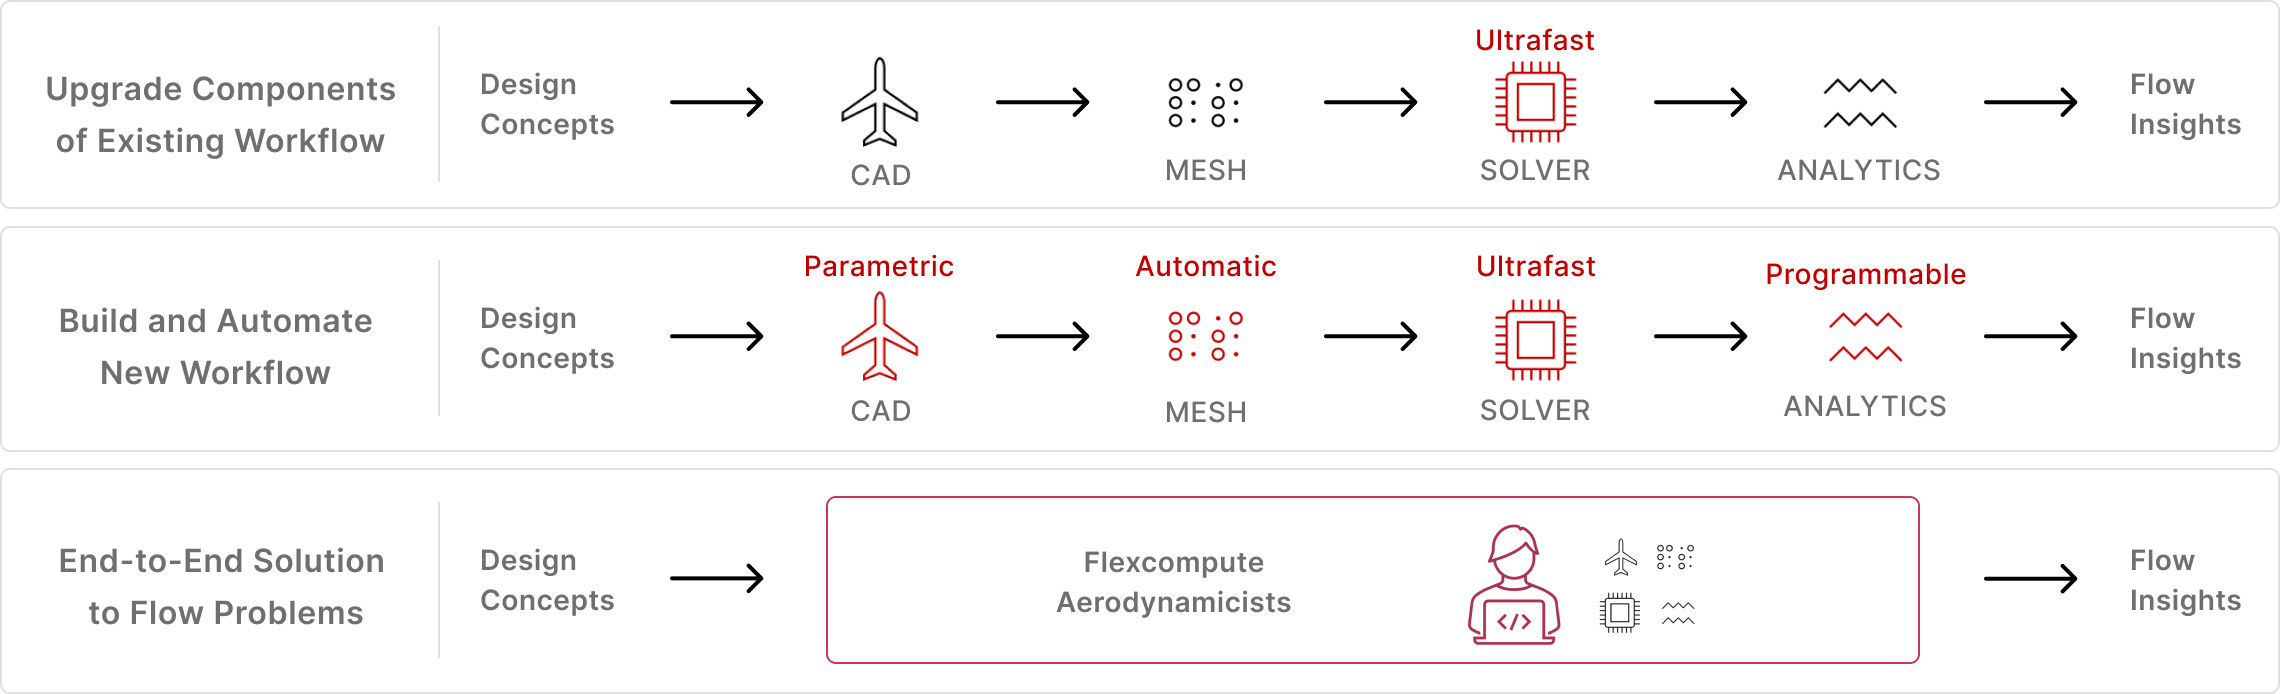 Upgrade Components
of Existing Workflow
Design
Concepts
CAD
MESH
Ultrafast
SOLVER
ANALYTICS
Flow
Insights
Build and Automate
New Workflow
Design
Concepts
Parametric
CAD
Automatic
MESH
Ultrafast
SOLVER
Programmable
ANALYTICS
Flow
Insights
End-to-End Solution
to Flow Problems
Design
Concepts
Flexcompute
Aerodynamicists
</>
Flow
Insights